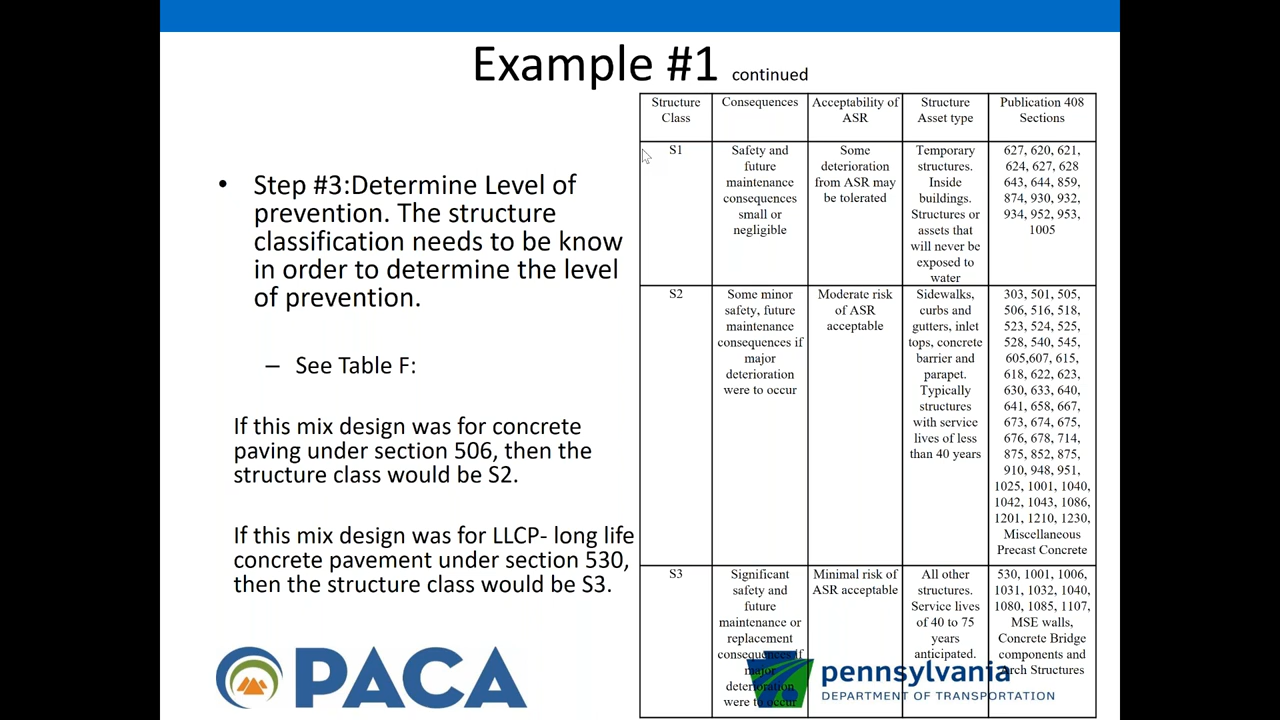 Example #1 continued
• Step #3:Determine Level of
prevention. The structure
classification needs to be know
in order to determine the level
of prevention.
– See Table F:
If this mix design was for concrete
paving under section 506, then the
structure class would be S2.
If this mix design was for LLCP- long life
concrete pavement under section 530,
then the structure class would be S3.
Structure
Class
Consequences
Acceptability of
ASR
Structure
Asset type
Publication 408
Sections
S1
Safety and
future
maintenance
consequences
small or
negligible
Some
deterioration
from ASR may
be tolerated
Temporary
structures.
Inside
buildings.
Structures or
assets that
will never be
exposed to
water
627, 620, 621,
624, 627, 628
643, 644, 859,
874, 930, 932,
934, 952, 953,
1005
S2
Some minor
safety, future
maintenance
consequences if
major
deterioration
were to occur
Moderate risk
of ASR
acceptable
Sidewalks,
curbs and
gutters, inlet
tops, concrete
barrier and
parapet.
Typically
structures
with service
lives of less
than 40 years
303, 501, 505,
506, 516, 518,
523, 524, 525,
528, 540, 545,
605,607, 615,
618, 622, 623,
630, 633, 640,
641, 658, 667,
673, 674, 675,
676, 678, 714,
875, 852, 875,
910, 948, 951,
1025, 1001, 1040,
1042, 1043, 1086,
1201, 1210, 1230,
Miscellaneous
Precast Concrete
S3
Significant
safety and
future
maintenance or
replacement
consequences if
major
deterioration
were to occur
Minimal risk of
ASR acceptable
All other
structures.
Service lives
of 40 to 75
years
anticipated.
530, 1001, 1006,
1031, 1032, 1040,
1080, 1085, 1107,
MSE walls,
Concrete Bridge
components and
Arch Structures
PACA
pennsylvania
DEPARTMENT OF TRANSPORTATION